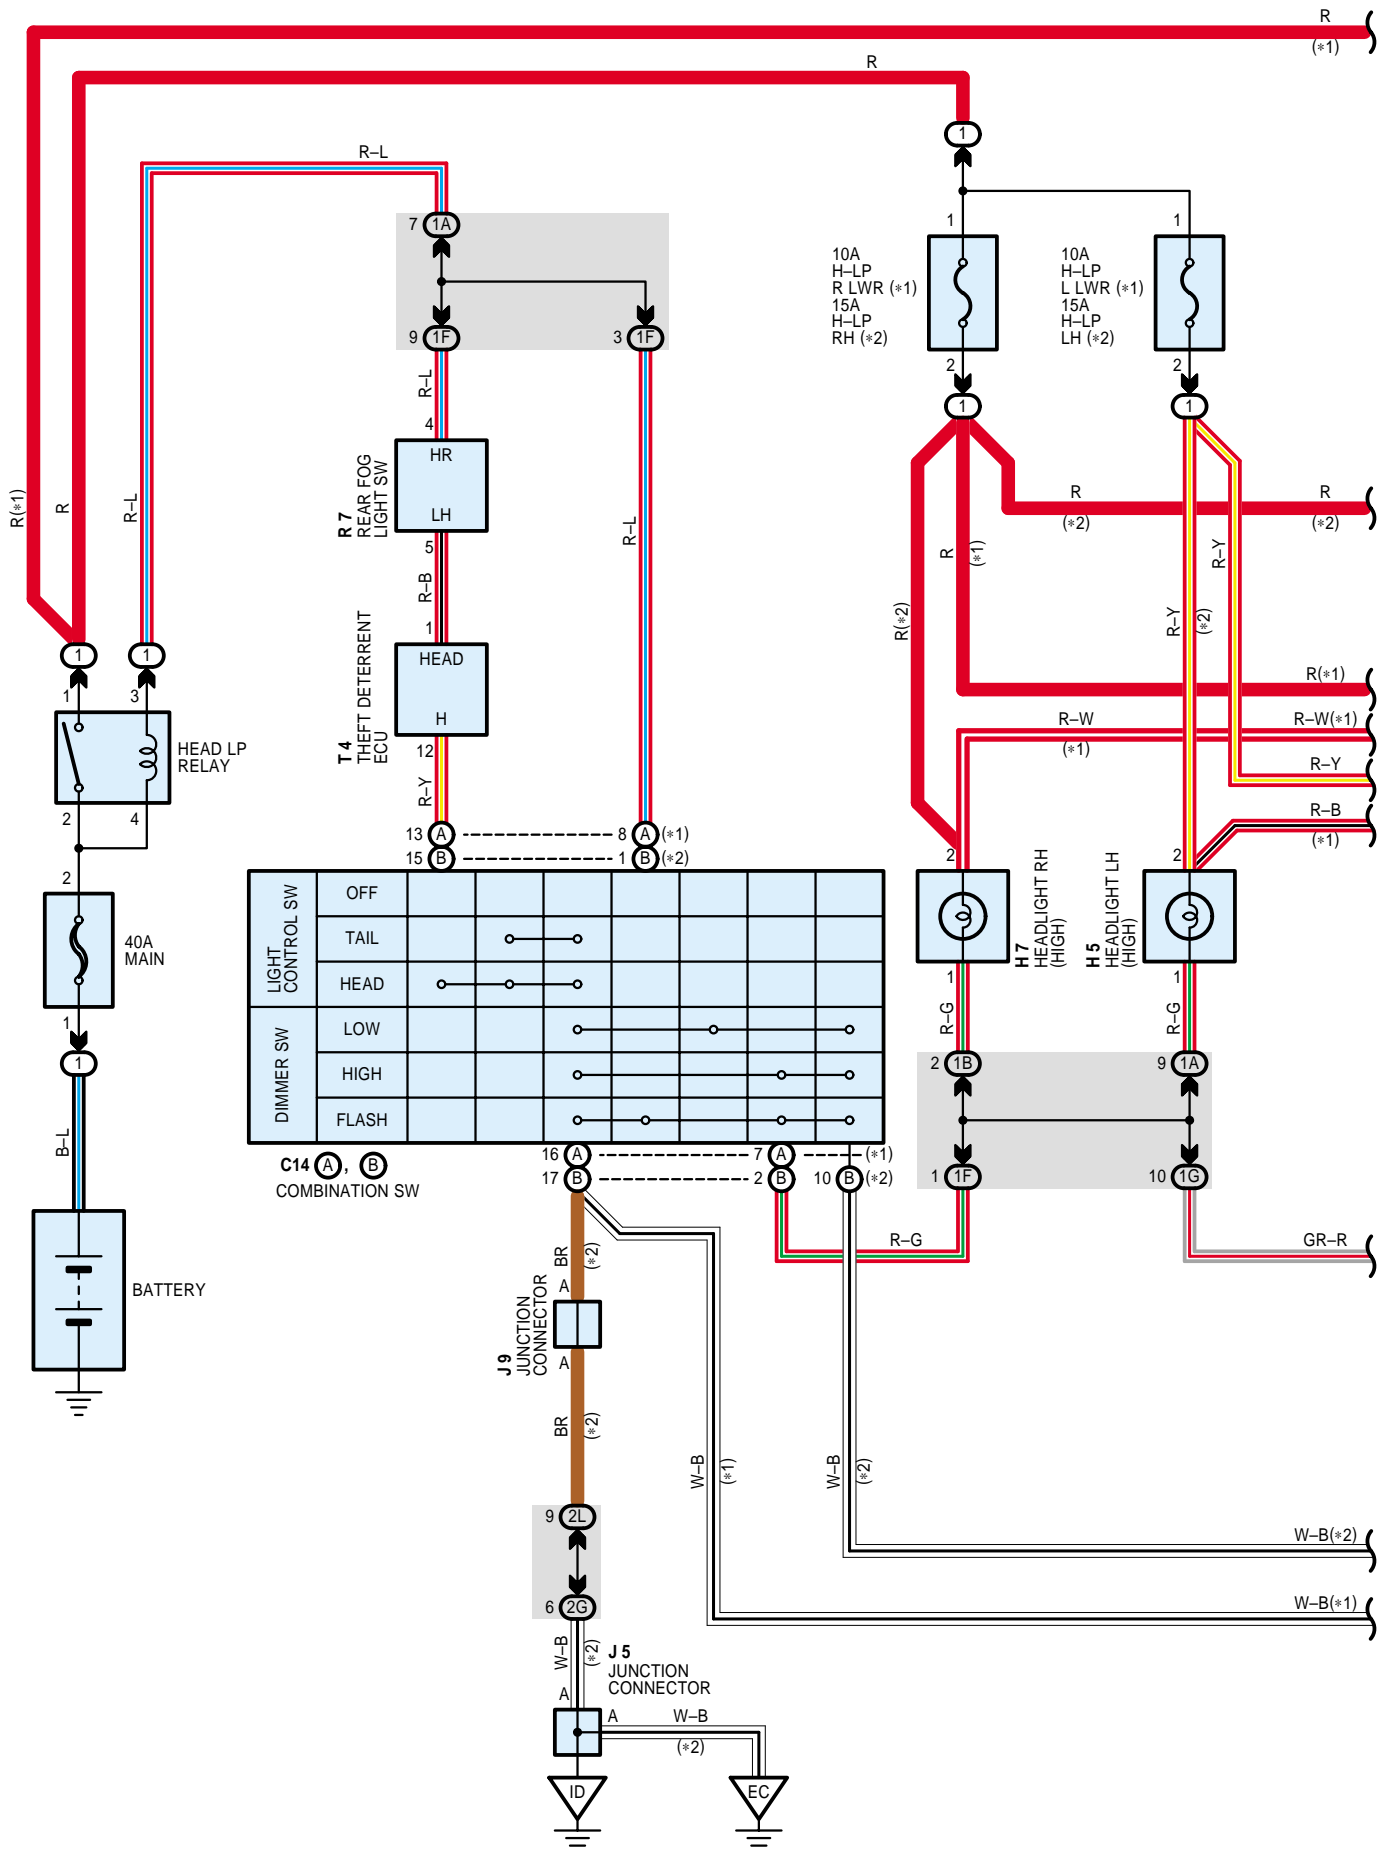 R
(*1)
R
1
R–L
7 1A
1
1
10A
H–LP
R LWR (*1)
15A
H–LP
RH (*2)
10A
H–LP
L LWR (*1)
15A
H–LP
LH (*2)
9 1F
3 1F
2
2
1
1
R–L
4
HR
LH
R 7
REAR FOG
LIGHT SW
5
R(*1)
R
R–L
R–L
R
(*2)
R
(*2)
R
(*1)
R–Y
R–B
1
R(*2)
R–Y
(*2)
HEAD
H
T 4
THEFT DETERRENT
ECU
12
R–Y
1
1
1
3
HEAD LP
RELAY
2
4
R(*1)
R–W
(*1)
R–W(*1)
R–Y
R–B
(*1)
13 A
8 A (*1)
15 B
1 B (*2)
2
2
2
40A
MAIN
1
1
B–L
BATTERY
LIGHT
CONTROL SW
OFF
TAIL
HEAD
DIMMER SW
LOW
HIGH
FLASH
C14 A , B
COMBINATION SW
H 7
HEADLIGHT RH
(HIGH)
H 5
HEADLIGHT LH
(HIGH)
1
1
R–G
R–G
2 1B
9 1A
16 A
7 A
(*1)
17 B
2 B
10 B (*2)
1 1F
10 1G
R–G
GR–R
BR
(*2)
A
J 9
JUNCTION
CONNECTOR
A
BR
(*2)
W–B
(*1)
W–B
(*2)
9 2L
6 2G
W–B(*2)
W–B(*1)
W–B
(*2)
J 5
JUNCTION
CONNECTOR
A
A
W–B
(*2)
ID
EC